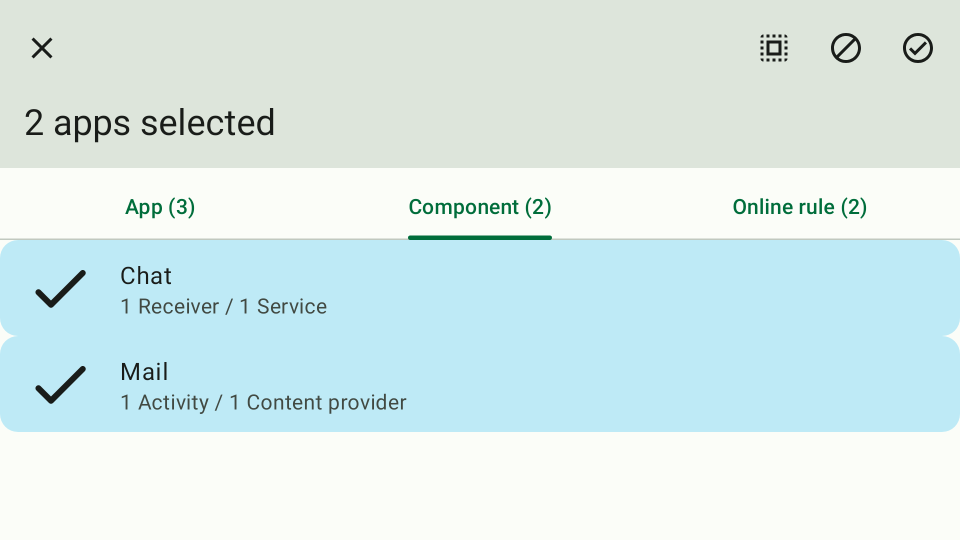 2 apps selected
App (3)
Component (2)
Online rule (2)
Chat
1 Receiver / 1 Service
Mail
1 Activity / 1 Content provider